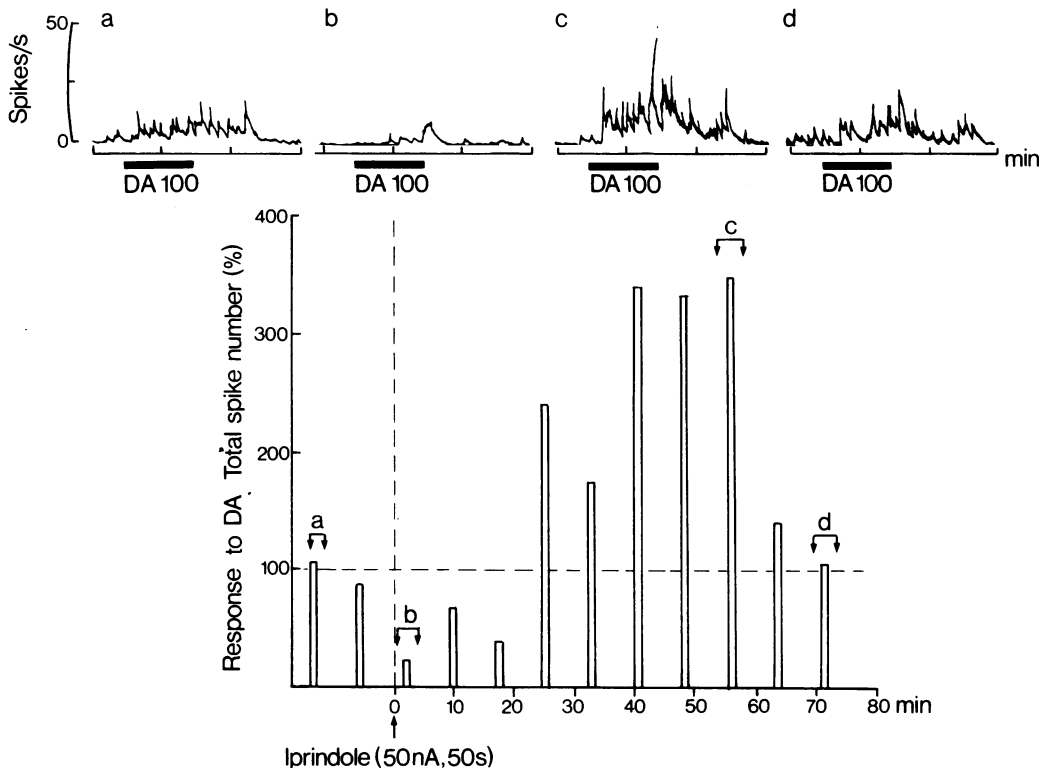 a b c d
50
Spikes/s
0
min
DA 100 DA 100 DA 100 DA 100
400
300
200
100
Response to DA Total spike number (%)
a
b
c
d
0 10 20 30 40 50 60 70 80 min
Iprindole (50nA, 50s)